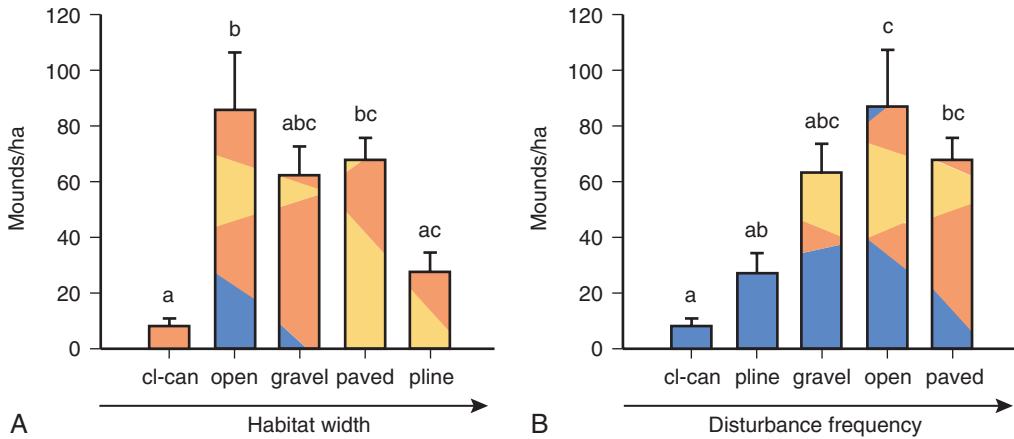 120
100
80
60
40
20
0
Mounds/ha
a
b
abc
bc
ac
cl-can open gravel paved pline
A
Habitat width
120
100
80
60
40
20
0
Mounds/ha
a
ab
abc
c
bc
cl-can pline gravel open paved
B
Disturbance frequency